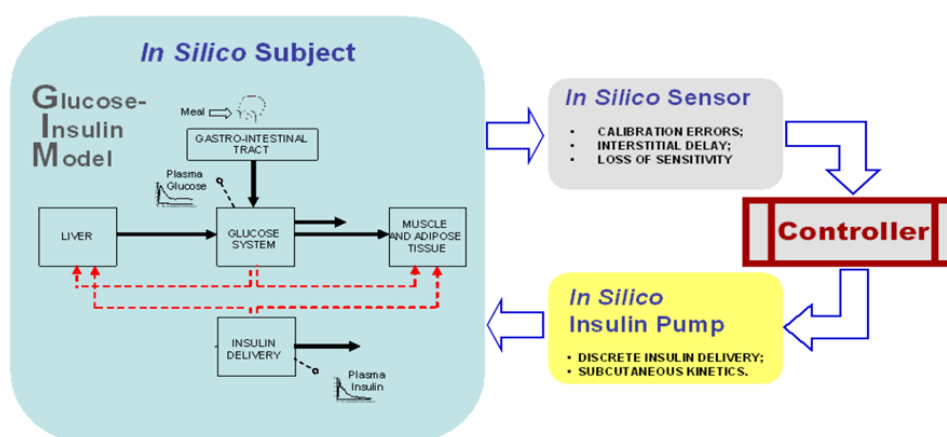 In Silico Subject
Glucose-
Insulin
Model
Meal
GASTRO-INTESTINAL
TRACT
Plasma
Glucose
LIVER
GLUCOSE
SYSTEM
MUSCLE
AND ADIPOSE
TISSUE
INSULIN
DELIVERY
Plasma
Insulin
In Silico Sensor
• CALIBRATION ERRORS;
• INTERSTITIAL DELAY;
• LOSS OF SENSITIVITY
Controller
In Silico
Insulin Pump
• DISCRETE INSULIN DELIVERY;
• SUBCUTANEOUS KINETICS.